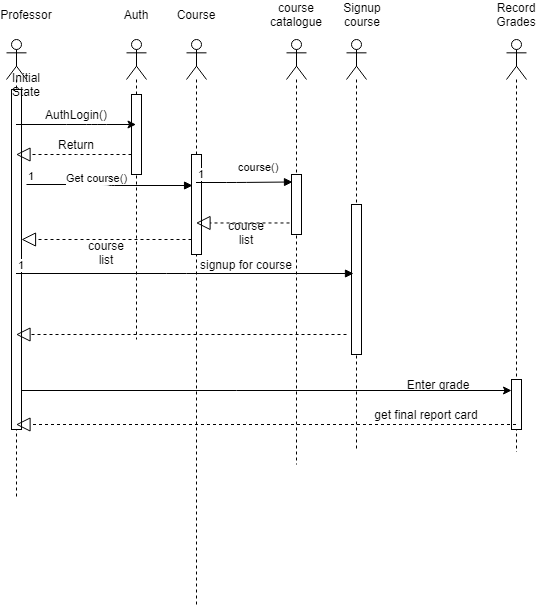 Professor
Auth
Course
course
catalogue
Signup
course
Record
Grades
Initial
State
AuthLogin()
Return
1
Get course()
1
course()
course
list
course
list
1
signup for course
Enter grade
get final report card